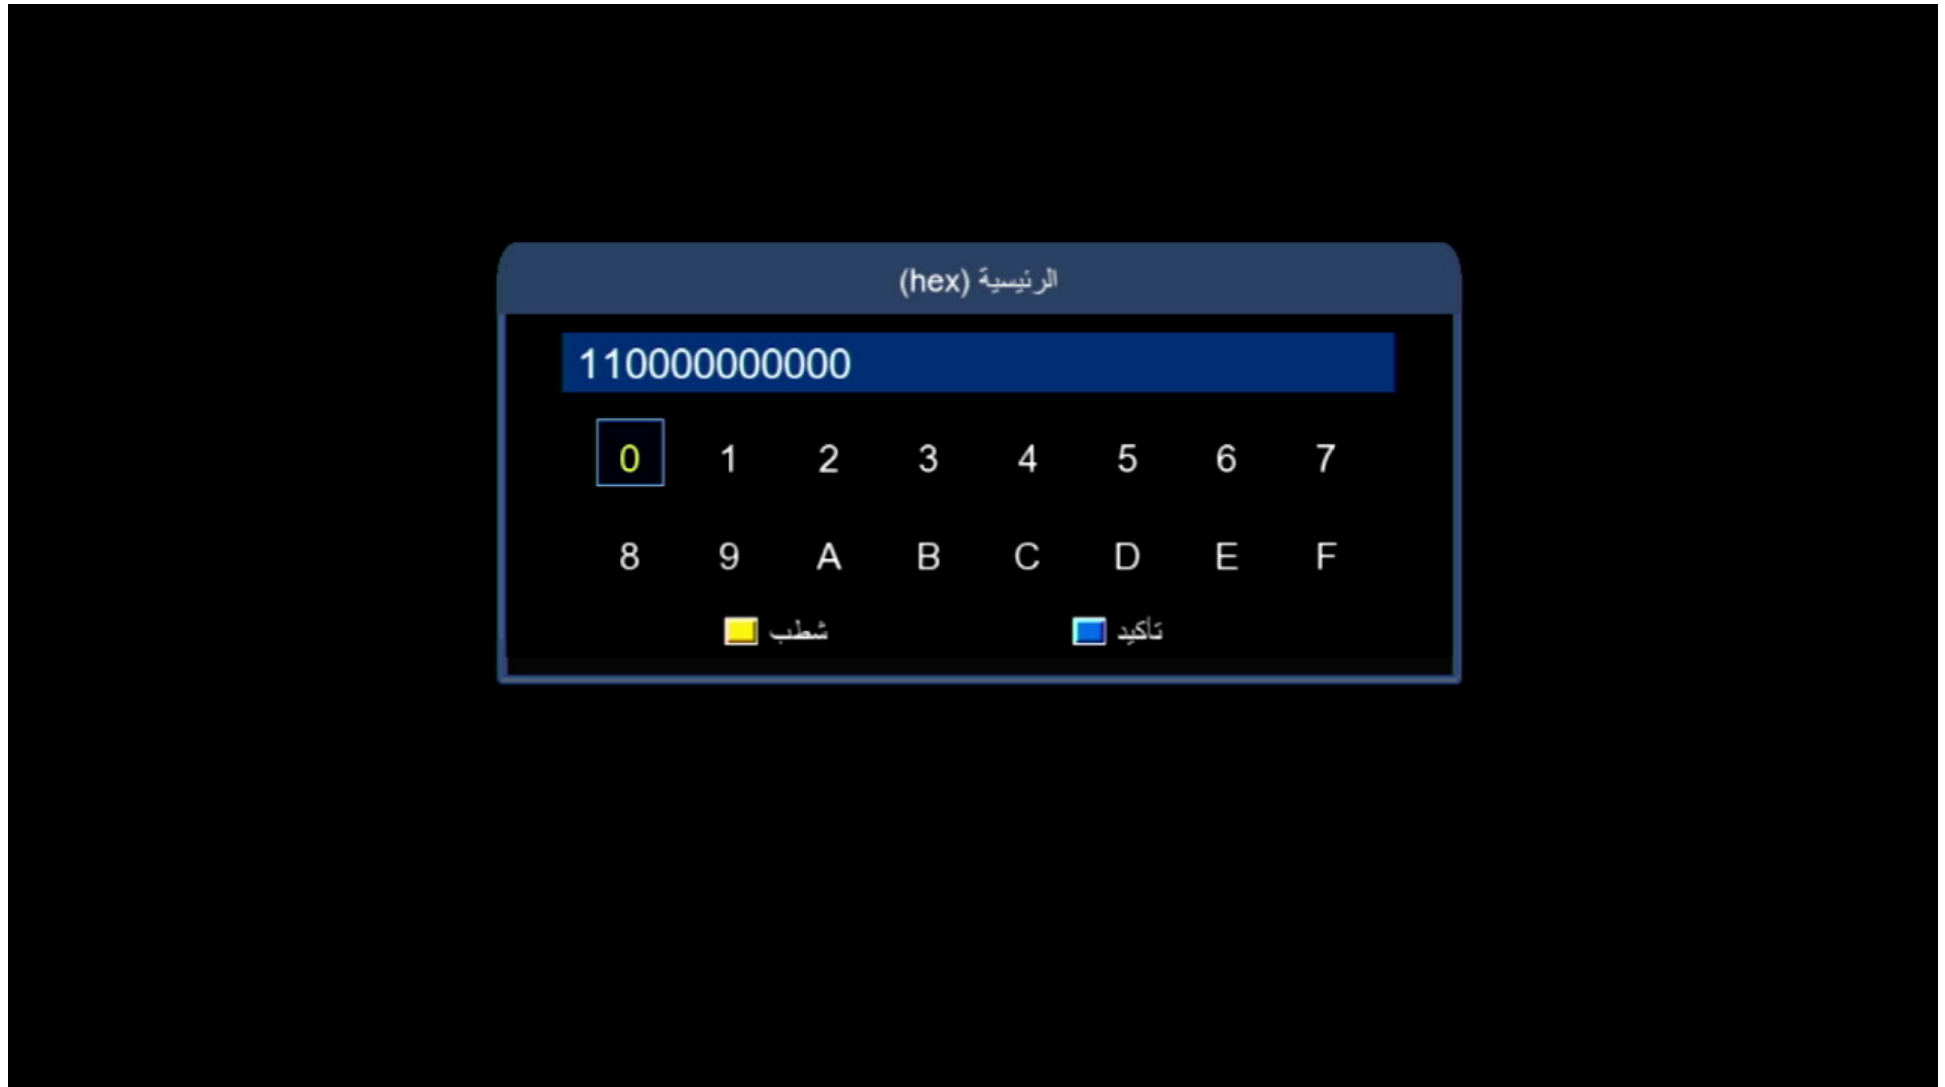 الرئيسية (hex)
110000000000
0 1 2 3 4 5 6 7
8 9 A B C D E F
شطب تأكيد